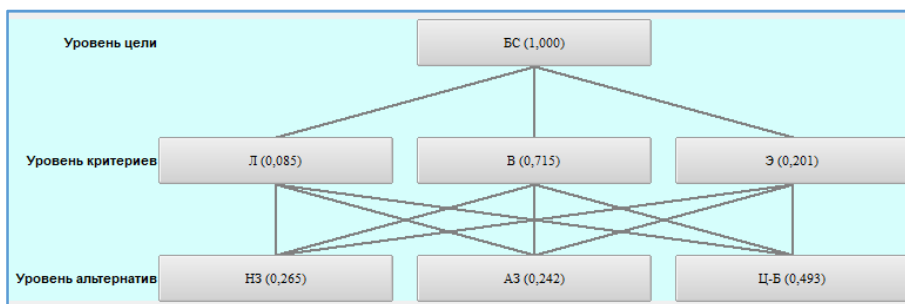 Уровень цели
БС (1,000)
Уровень критериев
Л (0,085)
В (0,715)
Э (0,201)
Уровень альтернатив
НЗ (0,265)
АЗ (0,242)
Ц-Б (0,493)